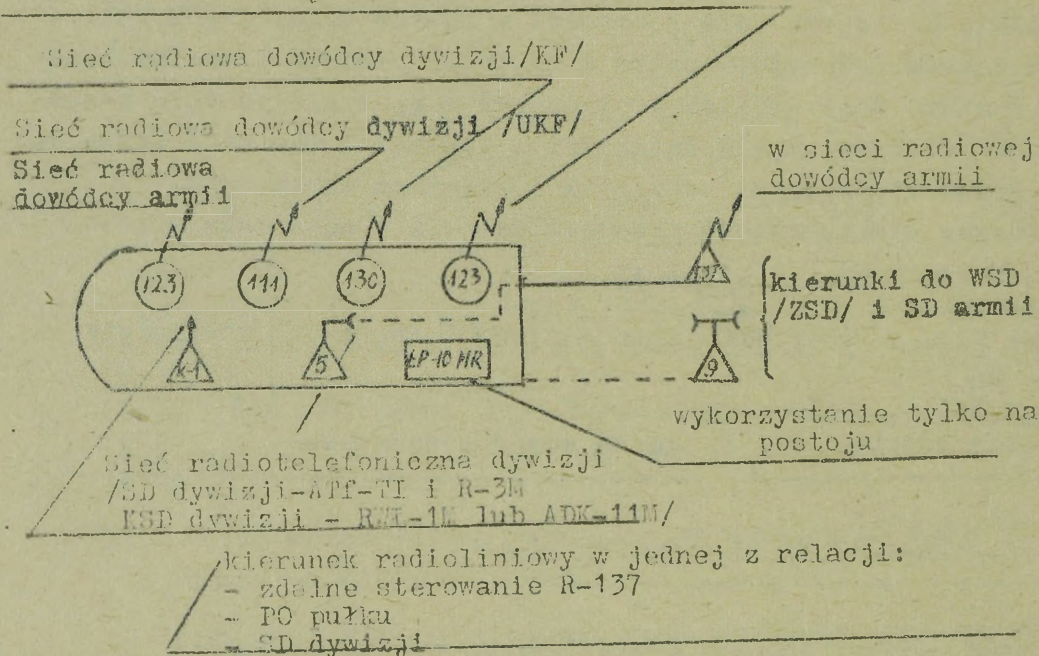 Sieć radiowa dowódcy dywizji/KF/
Sieć radiowa dowódcy dywizji /UKF/
Sieć radiowa
dowódcy armii
w sieci radiowej
dowódcy armii
123
111
130
123
137
kierunki do WSD
/ZSD/ i SD armii
K-1
5
ŁP-10 MR
9
wykorzystanie tylko na
postoju
Sieć radiotelefoniczna dywizji
/SD dywizji-ATf-TI i R-3M
KSD dywizji - RWŁ-1M lub ADK-11M/
kierunek radioliniowy w jednej z relacji:
- zdalne sterowanie R-137
- PO pułku
- SD dywizji